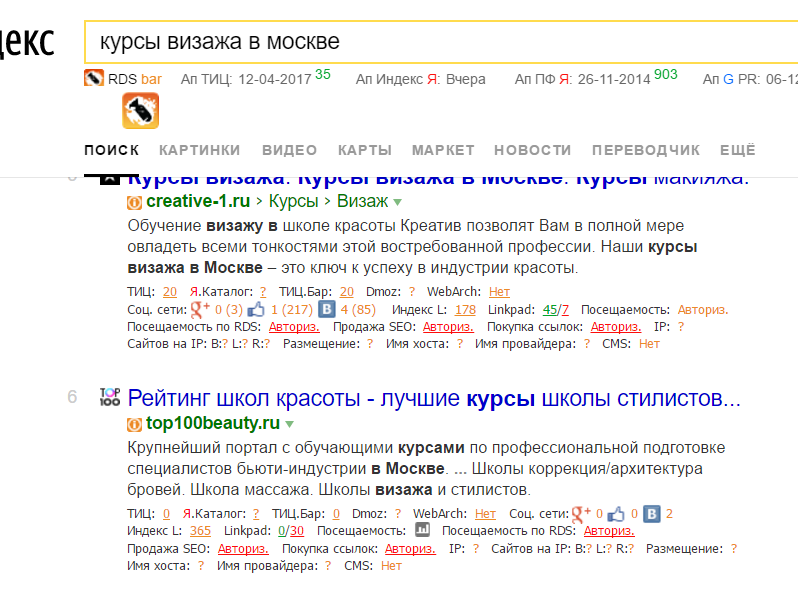 декс
курсы визажа в москве
RDS bar Ап ТИЦ: 12-04-2017 35 Ап Индекс Я: Вчера Ап ПФ Я: 26-11-2014 903 Ап G PR: 06-12
ПОИСК КАРТИНКИ ВИДЕО КАРТЫ МАРКЕТ НОВОСТИ ПЕРЕВОДЧИК ЕЩЁ
Курсы визажа. Курсы визажа в Москве. Курсы макияжа.
creative-1.ru › Курсы › Визаж
Обучение визажу в школе красоты Креатив позволят Вам в полной мере
овладеть всеми тонкостями этой востребованной профессии. Наши курсы
визажа в Москве – это ключ к успеху в индустрии красоты.
ТИЦ: 20 Я.Каталог: ? ТИЦ.Бар: 20 Dmoz: ? WebArch: Нет
Соц. сети: g+ 0 (3) 1 (217) В 4 (85) Индекс L: 178 Linkpad: 45/7 Посещаемость: Авториз.
Посещаемость по RDS: Авториз. Продажа SEO: Авториз. Покупка ссылок: Авториз. IP: ?
Сайтов на IP: B:? L:? R:? Размещение: ? Имя хоста: ? Имя провайдера: ? CMS: Нет
6 TOP 100 Рейтинг школ красоты - лучшие курсы школы стилистов...
top100beauty.ru
Крупнейший портал с обучающими курсами по профессиональной подготовке
специалистов бьюти-индустрии в Москве. ... Школы коррекция/архитектура
бровей. Школа массажа. Школы визажа и стилистов.
ТИЦ: 0 Я.Каталог: ? ТИЦ.Бар: 0 Dmoz: ? WebArch: Нет Соц. сети: g+ 0 0 В 2
Индекс L: 365 Linkpad: 0/30 Посещаемость: Посещаемость по RDS: Авториз.
Продажа SEO: Авториз. Покупка ссылок: Авториз. IP: ? Сайтов на IP: B:? L:? R:? Размещение: ?
Имя хоста: ? Имя провайдера: ? CMS: Нет